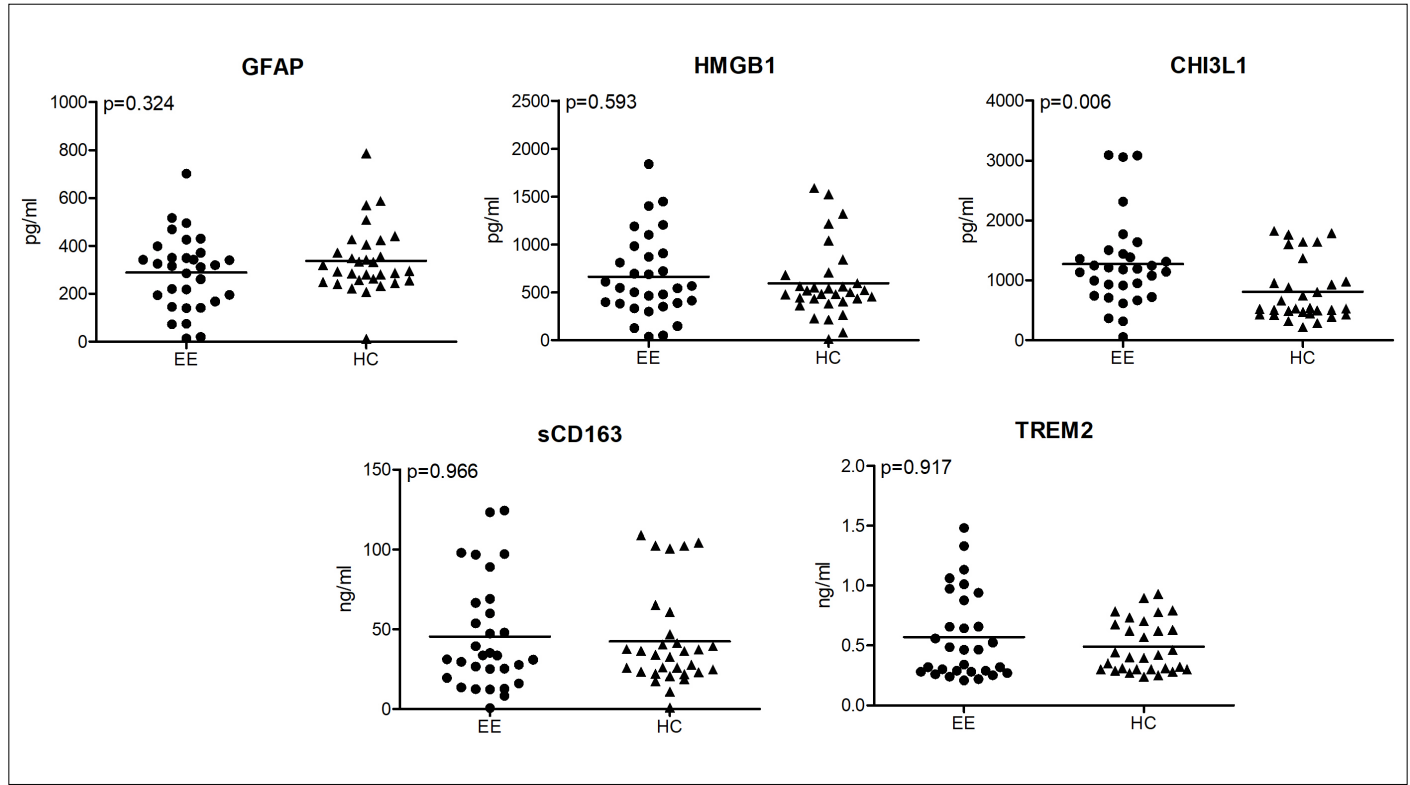 GFAP
p=0.324
1000
800
600
400
200
0
pg/ml
EE
HC
HMGB1
p=0.593
2500
2000
1500
1000
500
0
pg/ml
EE
HC
CHI3L1
p=0.006
4000
3000
2000
1000
0
pg/ml
EE
HC
sCD163
p=0.966
150
100
50
0
ng/ml
EE
HC
TREM2
p=0.917
2.0
1.5
1.0
0.5
0.0
ng/ml
EE
HC